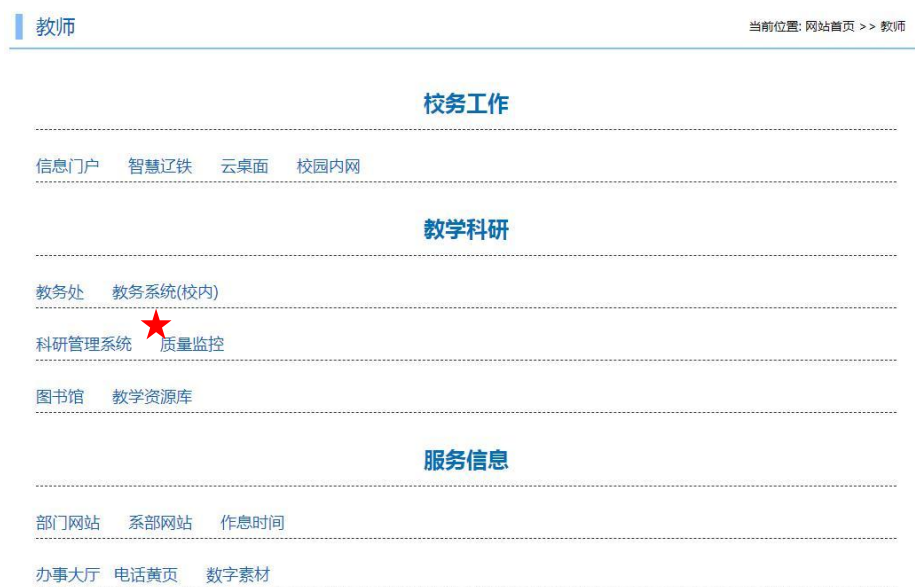 教师
当前位置: 网站首页 >> 教师
校务工作
信息门户 智慧辽铁 云桌面 校园内网
教学科研
教务处 教务系统(校内)
科研管理系统 质量监控
图书馆 教学资源库
服务信息
部门网站 系部网站 作息时间
办事大厅 电话黄页 数字素材